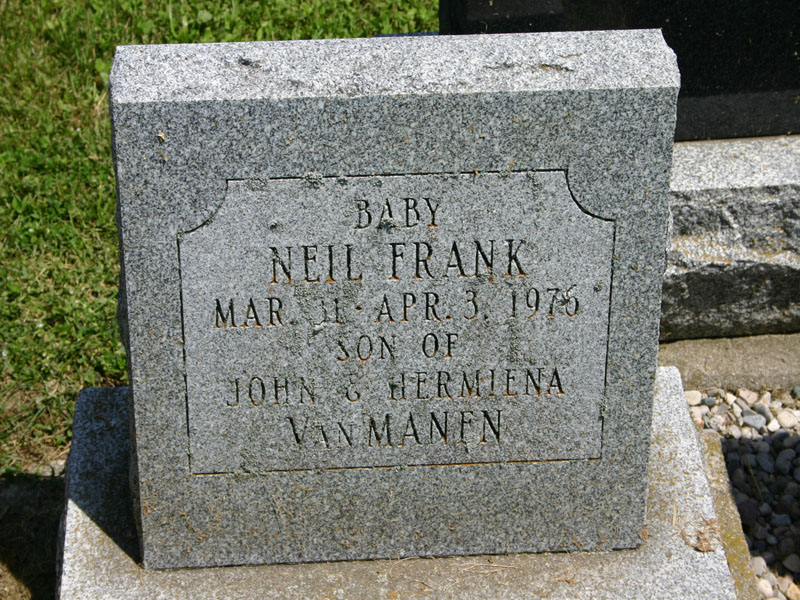 BABY
NEIL FRANK
MAR. 31 - APR. 3, 1976
SON OF
JOHN & HERMIENA
VANMANEN